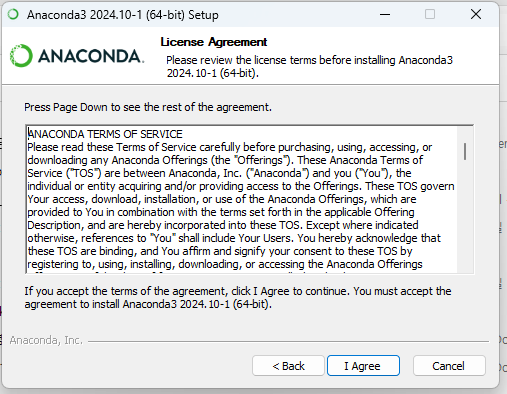 Anaconda3 2024.10-1 (64-bit) Setup
ANACONDA.
License Agreement
Please review the license terms before installing Anaconda3
2024.10-1 (64-bit).
Press Page Down to see the rest of the agreement.
ANACONDA TERMS OF SERVICE
Please read these Terms of Service carefully before purchasing, using, accessing, or
downloading any Anaconda Offerings (the "Offerings"). These Anaconda Terms of
Service ("TOS") are between Anaconda, Inc. ("Anaconda") and you ("You"), the
individual or entity acquiring and/or providing access to the Offerings. These TOS govern
Your access, download, installation, or use of the Anaconda Offerings, which are
provided to You in combination with the terms set forth in the applicable Offering
Description, and are hereby incorporated into these TOS. Except where indicated
otherwise, references to "You" shall include Your Users. You hereby acknowledge that
these TOS are binding, and You affirm and signify your consent to these TOS by
registering to, using, installing, downloading, or accessing the Anaconda Offerings
If you accept the terms of the agreement, click I Agree to continue. You must accept the
agreement to install Anaconda3 2024.10-1 (64-bit).
Anaconda, Inc.
< Back
I Agree
Cancel